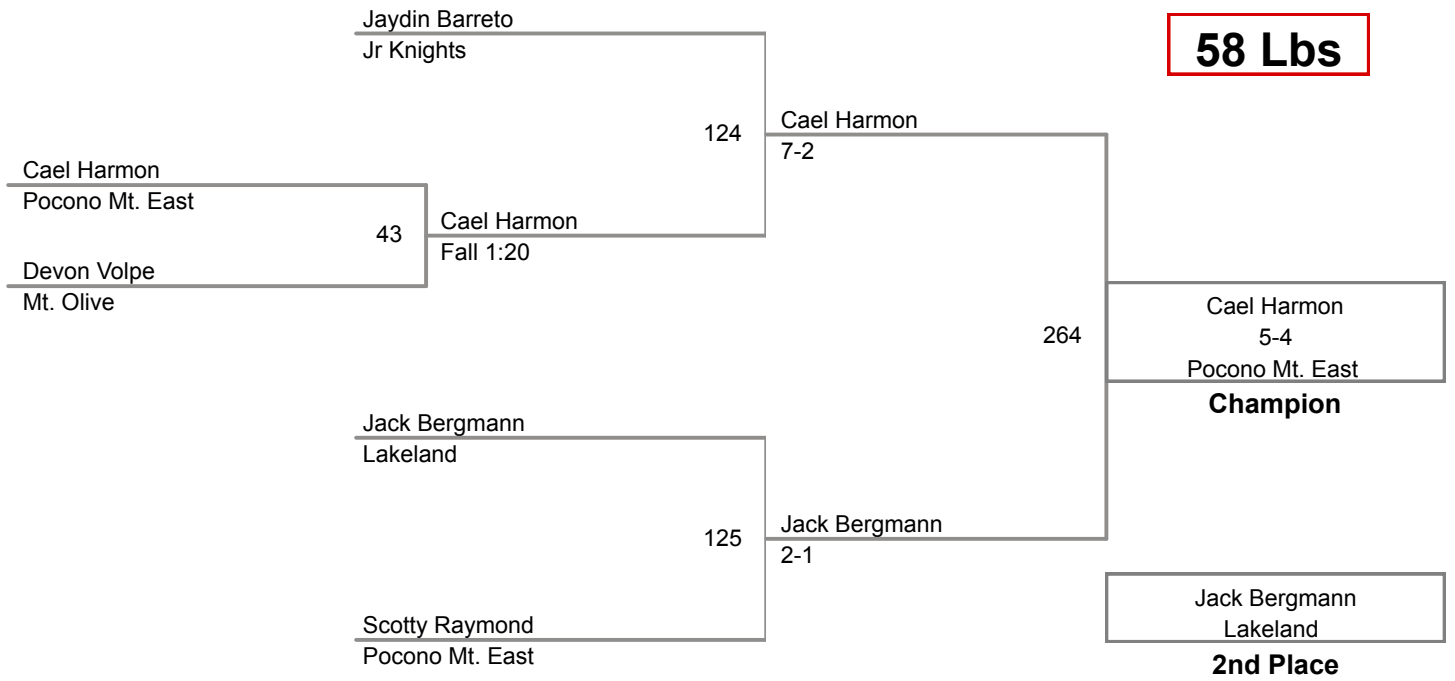 Jaydin Barreto
Jr Knights
58 Lbs
124
Cael Harmon
7-2
Cael Harmon
Pocono Mt. East
43
Cael Harmon
Fall 1:20
Devon Volpe
Mt. Olive
264
Cael Harmon
5-4
Pocono Mt. East
Champion
Jack Bergmann
Lakeland
125
Jack Bergmann
2-1
Scotty Raymond
Pocono Mt. East
Jack Bergmann
Lakeland
2nd Place